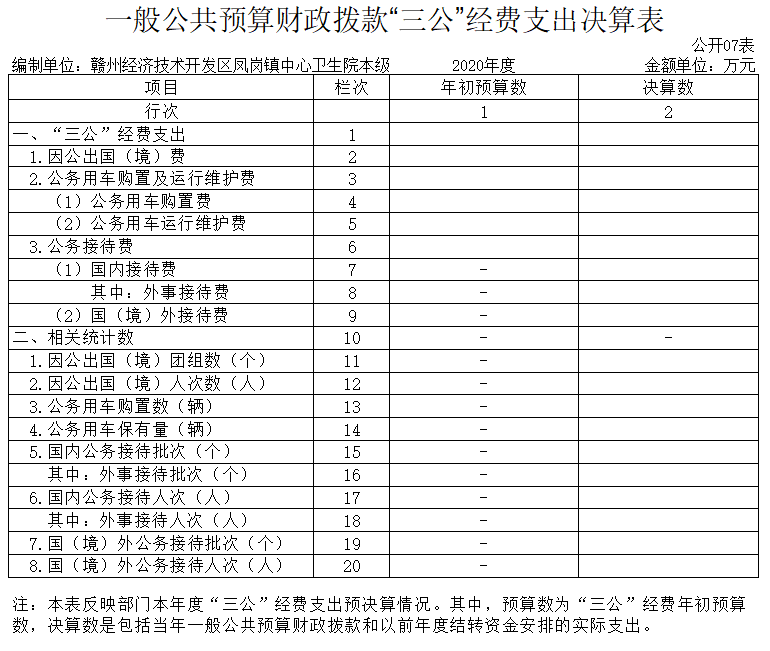 一般公共预算财政拨款“三公”经费支出决算表
公开07表
编制单位：赣州经济技术开发区凤岗镇中心卫生院本级 2020年度 金额单位：万元
项目 栏次 年初预算数 决算数
行次 1 2
一、“三公”经费支出 1
1.因公出国（境）费 2
2.公务用车购置及运行维护费 3
（1）公务用车购置费 4
（2）公务用车运行维护费 5
3.公务接待费 6
（1）国内接待费 7 -
其中：外事接待费 8 -
（2）国（境）外接待费 9 -
二、相关统计数 10 - -
1.因公出国（境）团组数（个） 11 -
2.因公出国（境）人次数（人） 12 -
3.公务用车购置数（辆） 13 -
4.公务用车保有量（辆） 14 -
5.国内公务接待批次（个） 15 -
其中：外事接待批次（个） 16 -
6.国内公务接待人次（人） 17 -
其中：外事接待人次（人） 18 -
7.国（境）外公务接待批次（个） 19 -
8.国（境）外公务接待人次（人） 20 -
注：本表反映部门本年度“三公”经费支出预决算情况。其中，预算数为“三公”经费年初预算
数，决算数是包括当年一般公共预算财政拨款和以前年度结转资金安排的实际支出。